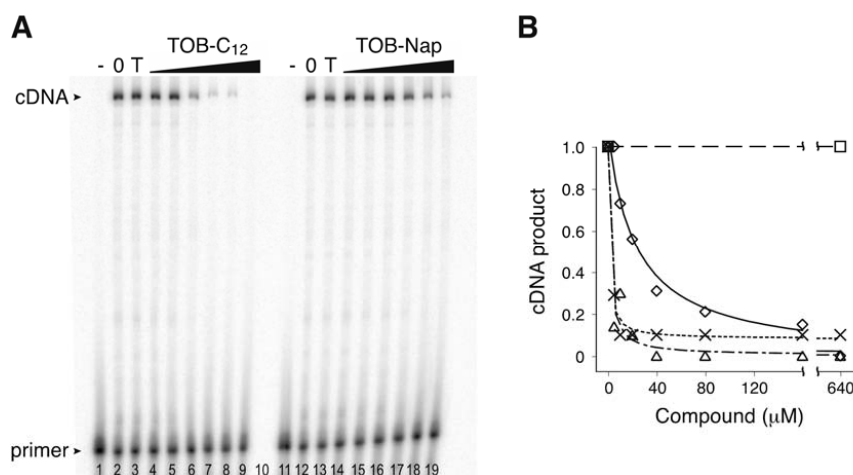 A
TOB-C₁₂ TOB-Nap
- 0 T - 0 T
cDNA
primer
1 2 3 4 5 6 7 8 9 10 11 12 13 14 15 16 17 18 19
B
1.0
0.8
0.6
0.4
0.2
0
cDNA product
0 40 80 120 640
Compound (μM)